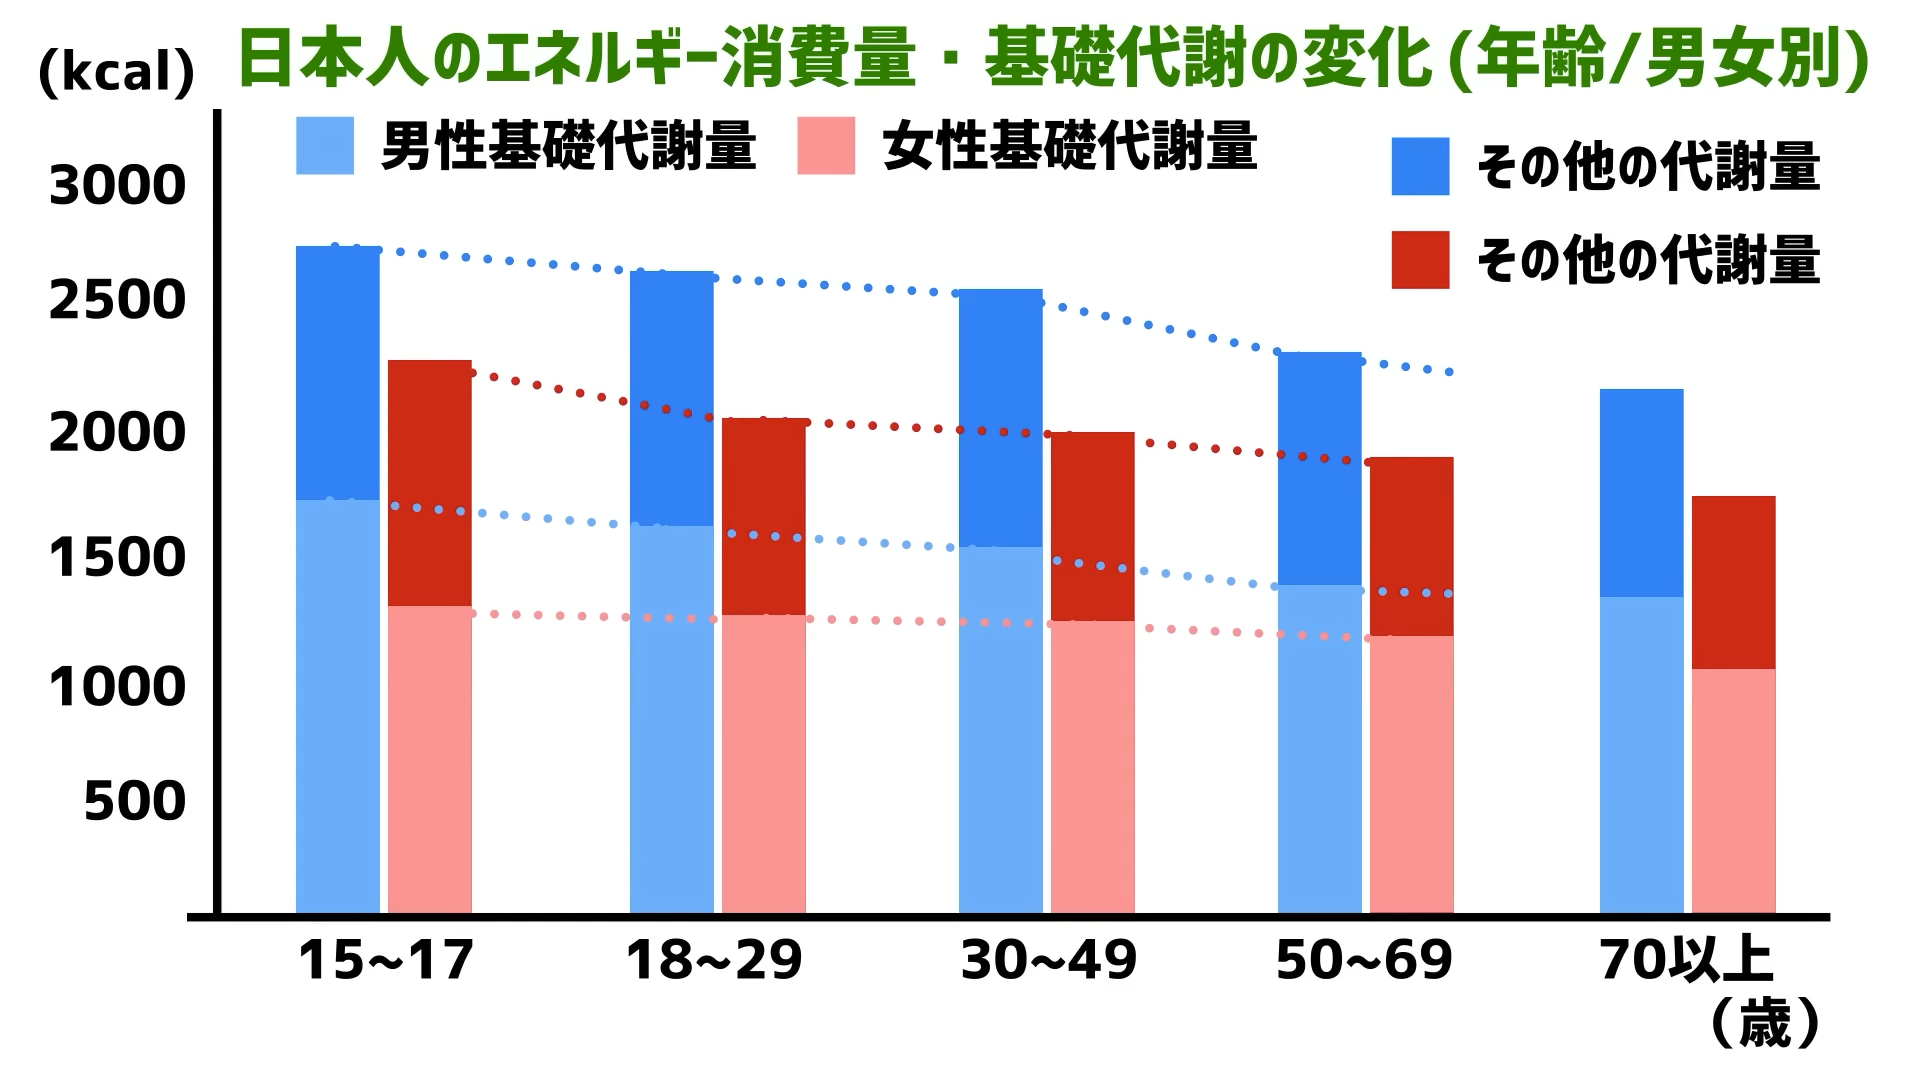 日本人のエネルギー消費量・基礎代謝の変化(年齢/男女別)
(kcal)
男性基礎代謝量
女性基礎代謝量
その他の代謝量
その他の代謝量
3000
2500
2000
1500
1000
500
15~17
18~29
30~49
50~69
70以上
(歳)